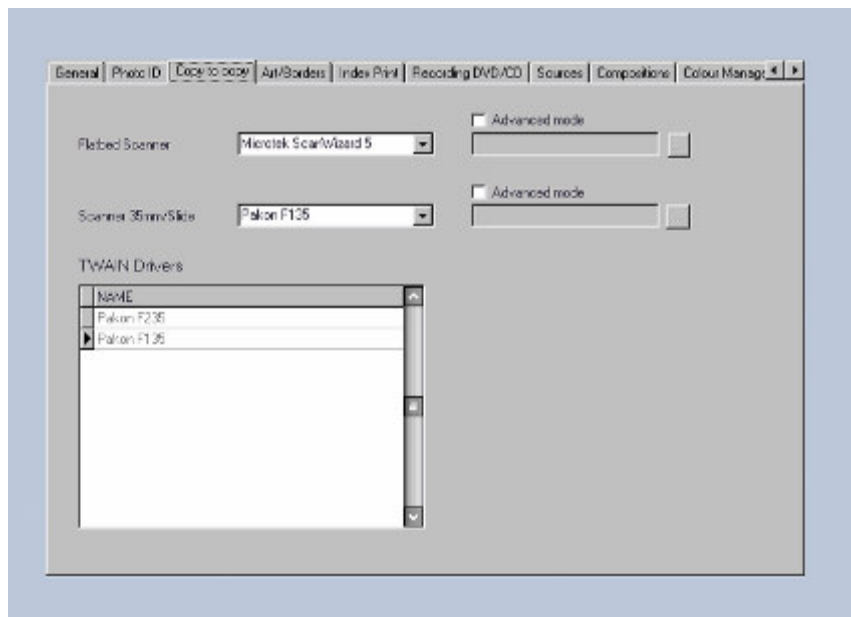 General Photo ID Copy to copy Art/Borders Index Print Recording DVD/CD Sources Compositions Colour Manage
Advanced mode
Flatbed Scanner Microtek ScanWizard 5
Advanced mode
Scanner 35mm/Slide Pakon F135
TWAIN Drivers
NAME
Pakon F235
Pakon F135